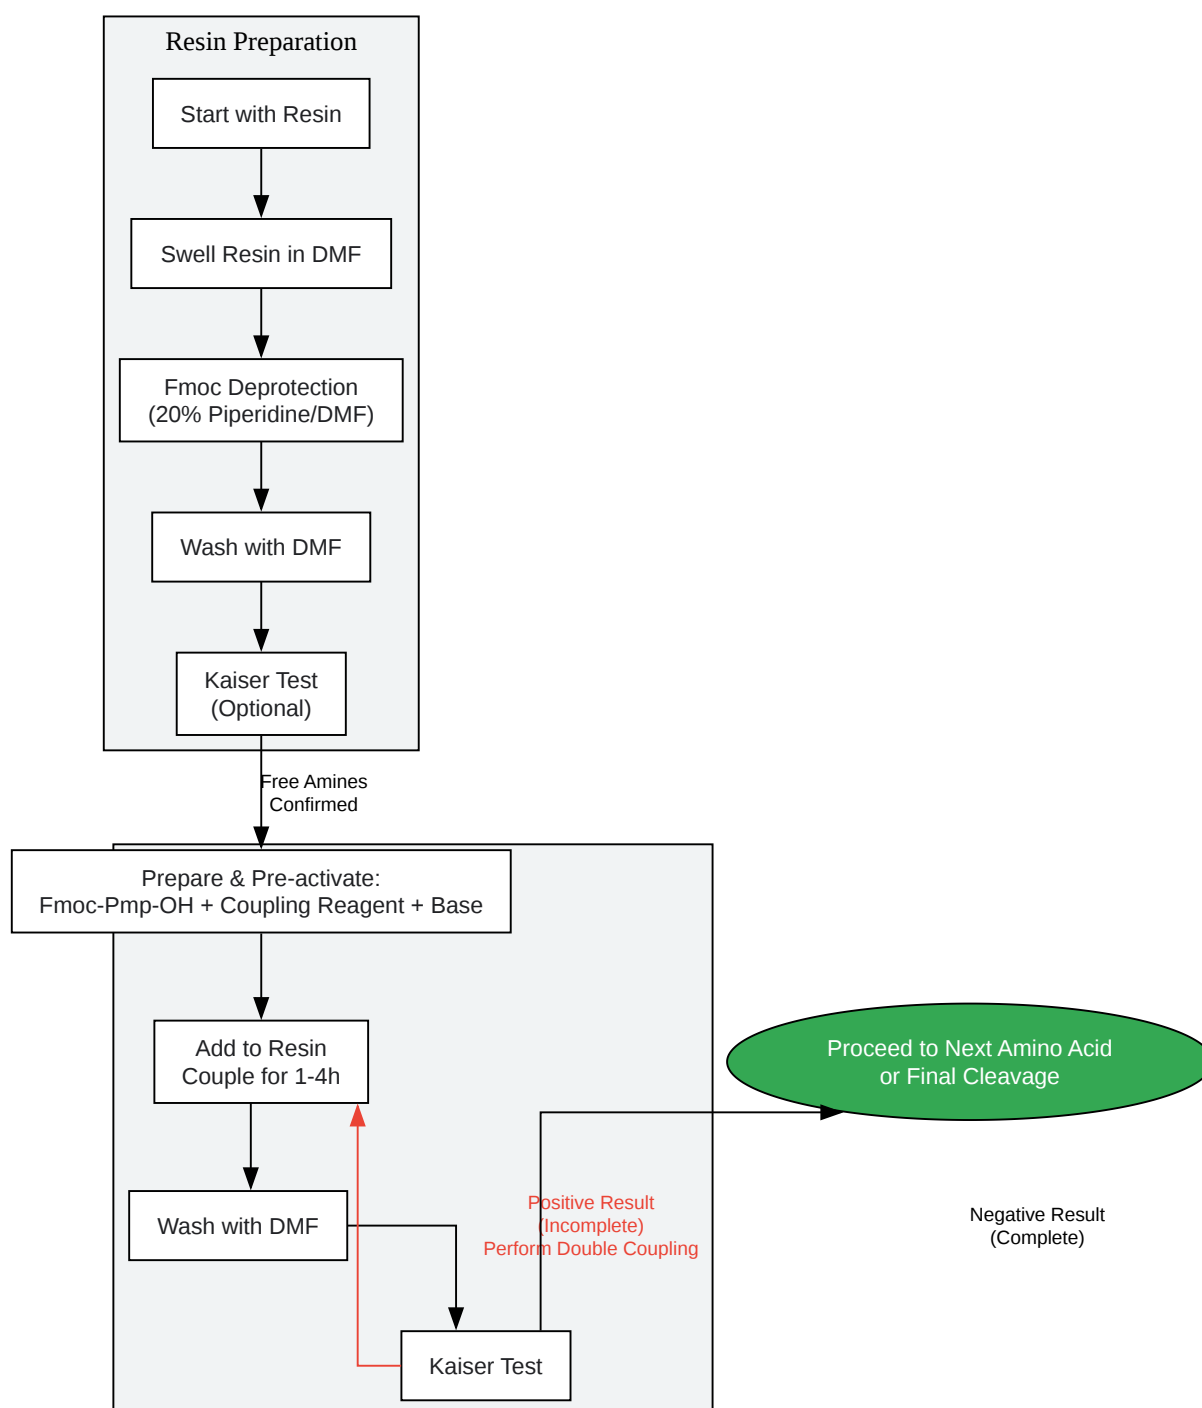 Resin Preparation
Start with Resin
Swell Resin in DMF
Fmoc Deprotection
(20% Piperidine/DMF)
Wash with DMF
Kaiser Test
(Optional)
Free Amines
Confirmed
Prepare & Pre-activate:
Fmoc-Pmp-OH + Coupling Reagent + Base
Add to Resin
Couple for 1-4h
Proceed to Next Amino Acid
or Final Cleavage
Wash with DMF
Positive Result
(Incomplete)
Perform Double Coupling
Negative Result
(Complete)
Kaiser Test